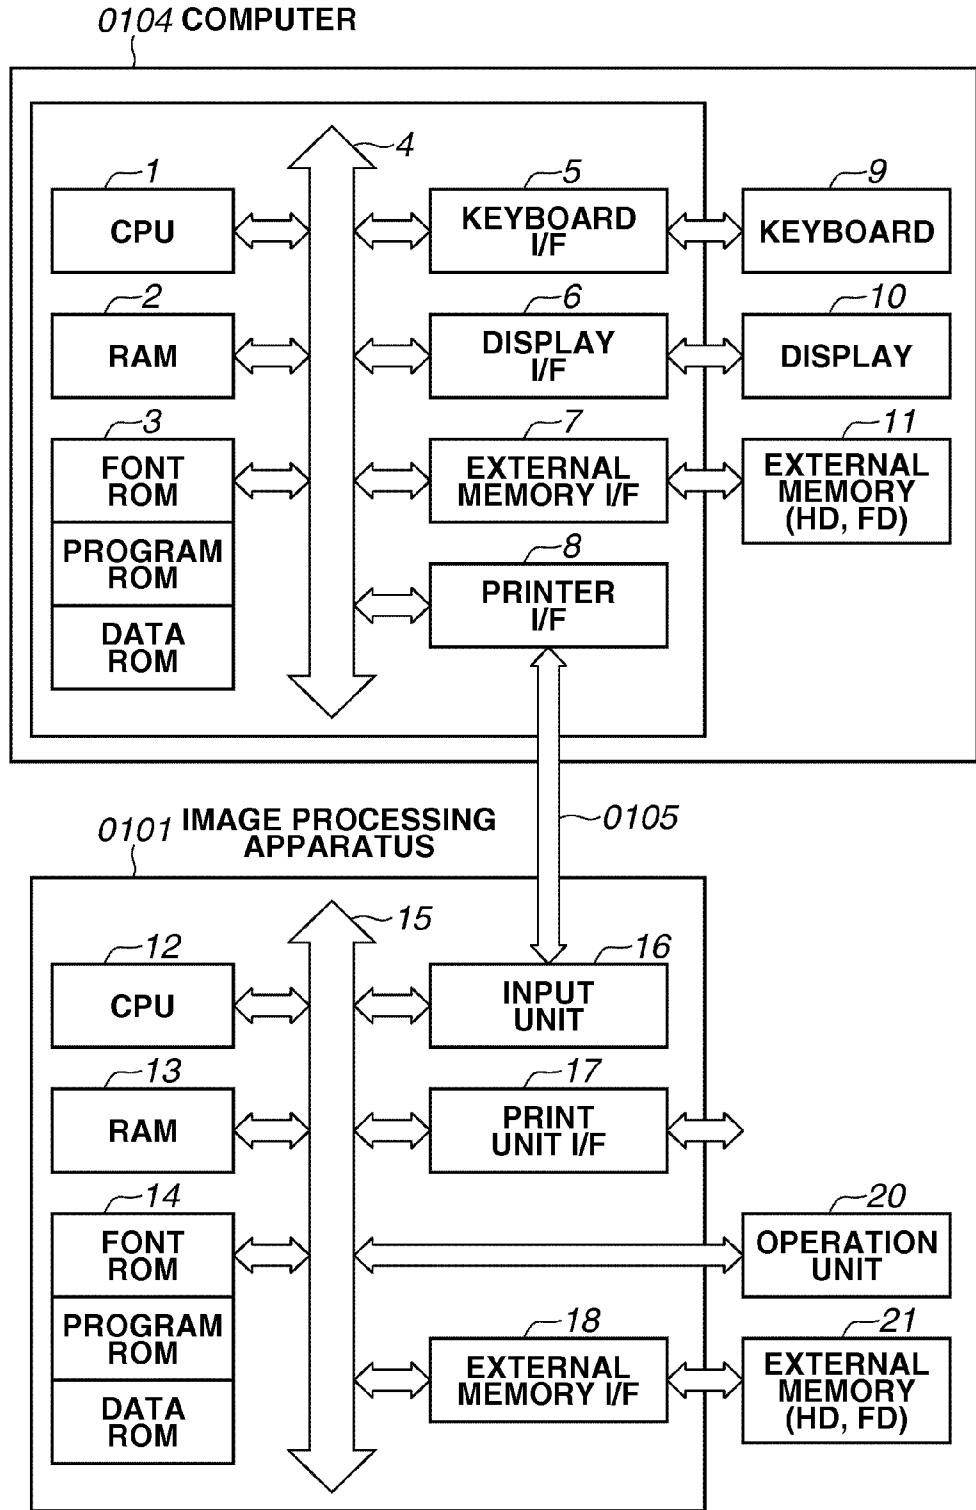 0104 COMPUTER
4
1
CPU
5
KEYBOARD
I/F
9
KEYBOARD
2
RAM
6
DISPLAY
I/F
10
DISPLAY
3
FONT
ROM
PROGRAM
ROM
DATA
ROM
7
EXTERNAL
MEMORY I/F
11
EXTERNAL
MEMORY
(HD, FD)
8
PRINTER
I/F
0101 IMAGE PROCESSING
APPARATUS
0105
15
12
CPU
16
INPUT
UNIT
13
RAM
17
PRINT
UNIT I/F
14
FONT
ROM
PROGRAM
ROM
DATA
ROM
20
OPERATION
UNIT
18
EXTERNAL
MEMORY I/F
21
EXTERNAL
MEMORY
(HD, FD)